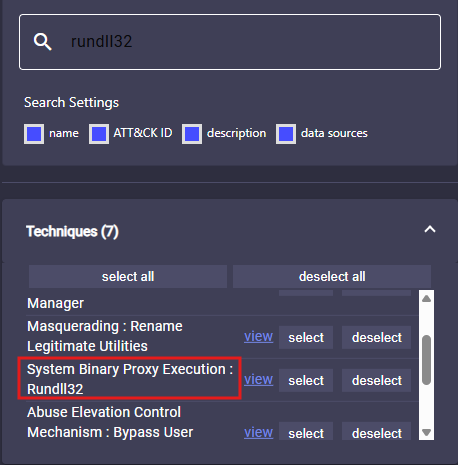 rundll32
Search Settings
name ATT&CK ID description data sources
Techniques (7)
select all deselect all
Manager
Masquerading : Rename
Legitimate Utilities view select deselect
System Binary Proxy Execution :
Rundll32 view select deselect
Abuse Elevation Control
Mechanism : Bypass User view select deselect